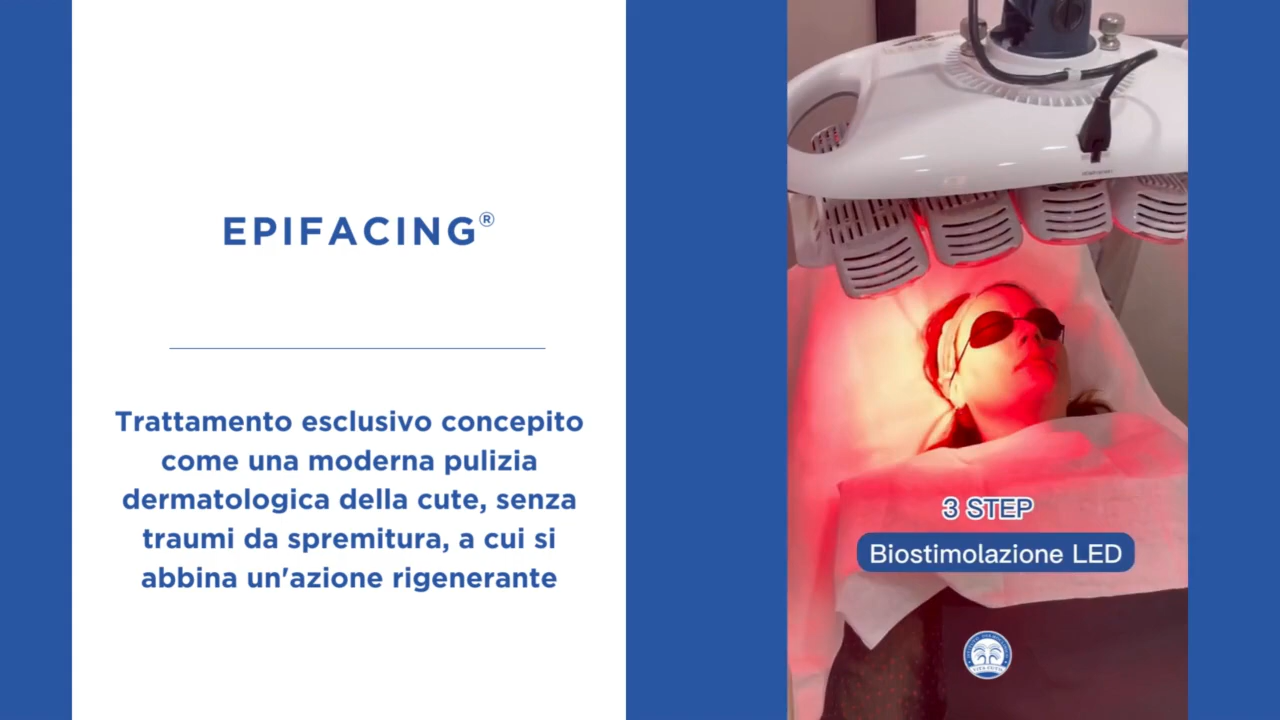 EPIFACING®
Trattamento esclusivo concepito
come una moderna pulizia
dermatologica della cute, senza
traumi da spremitura, a cui si
abbina un'azione rigenerante
3 STEP
Biostimolazione LED